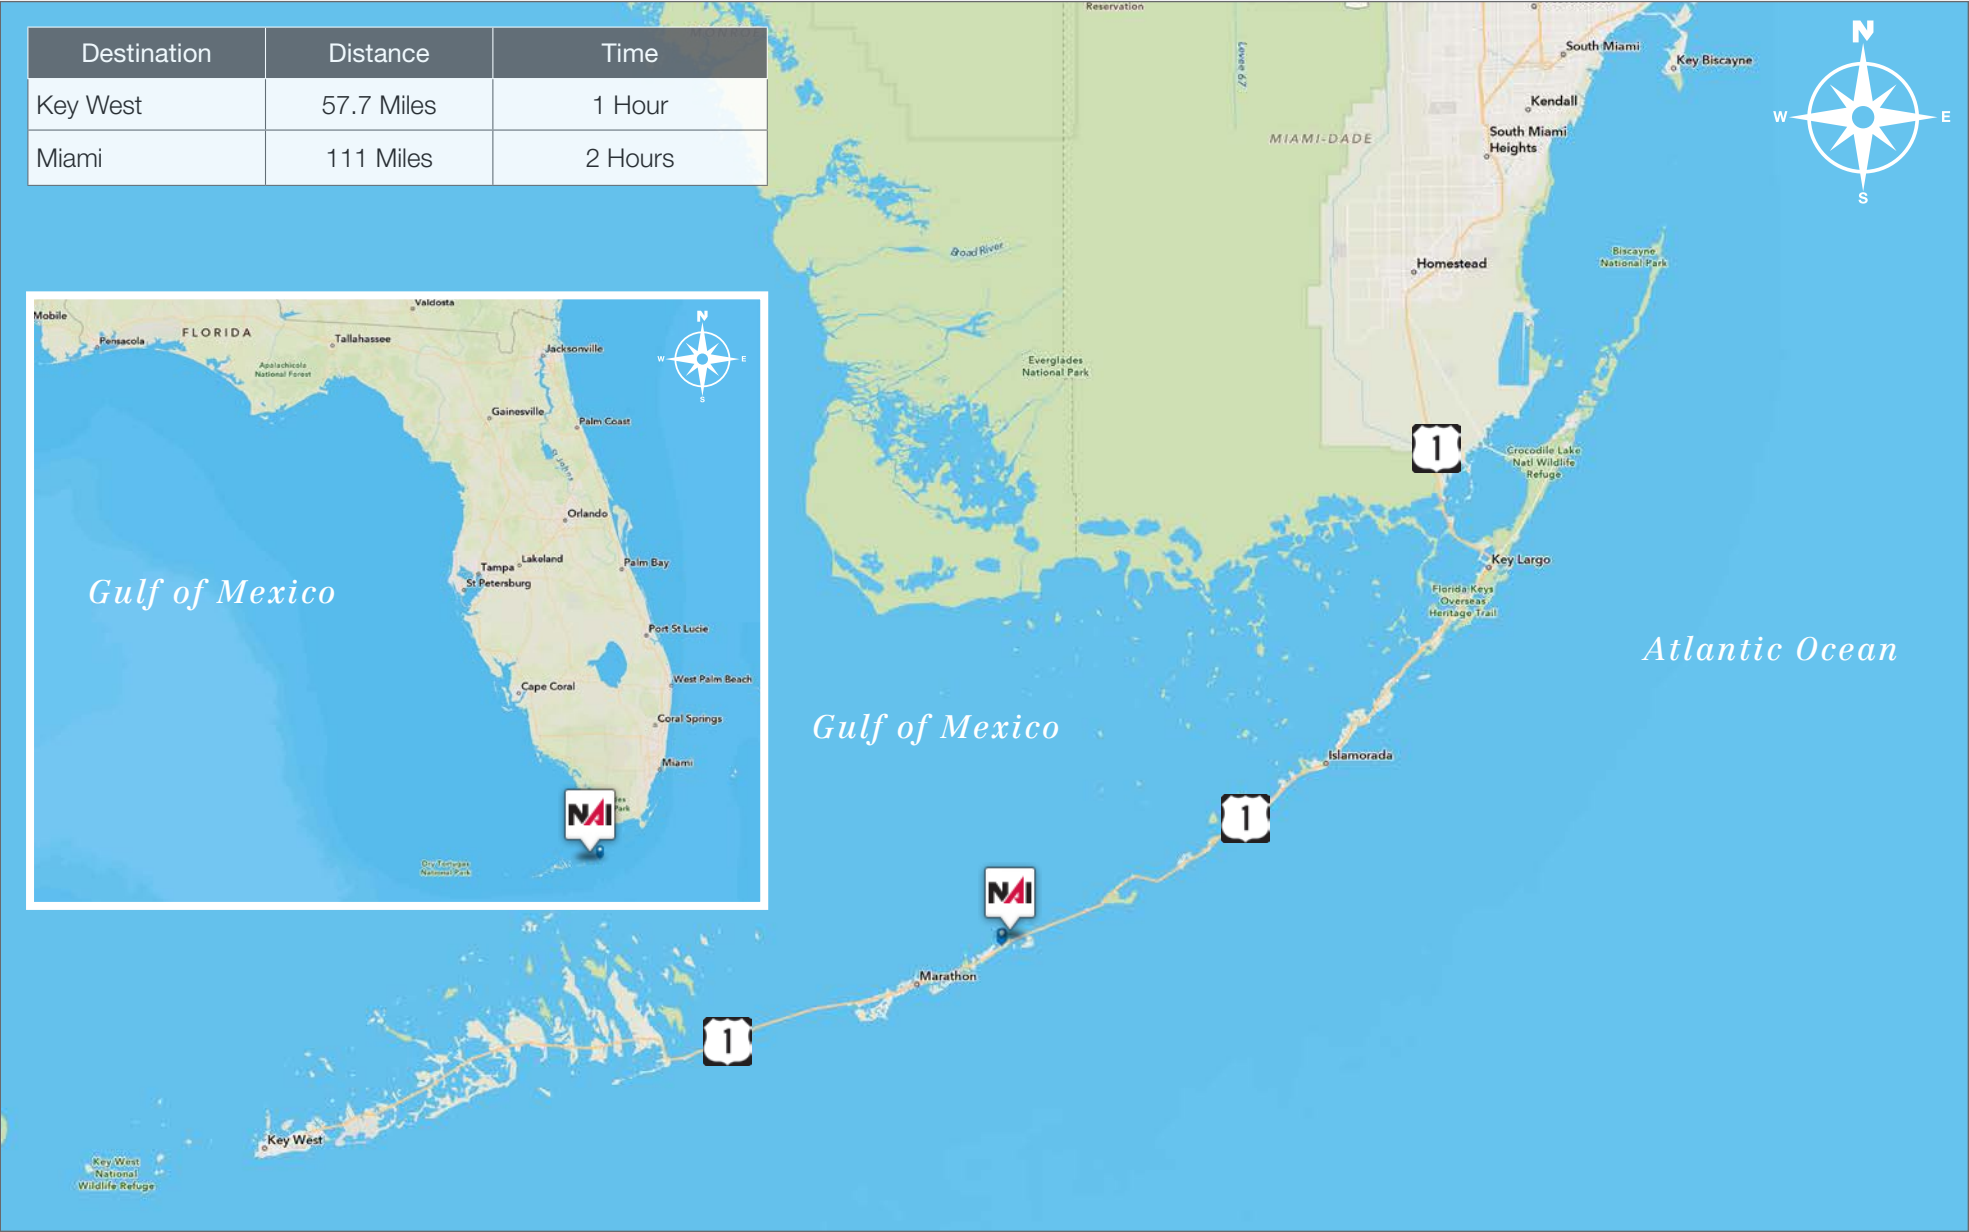 Destination Distance Time
Key West 57.7 Miles 1 Hour
Miami 111 Miles 2 Hours
Reservation
Levee 67
MIAMI-DADE
South Miami
Key Biscayne
Kendall
South Miami
Heights
Homestead
Biscayne
National Park
Broad River
Everglades
National Park
1
Crocodile Lake
Natl Wildlife
Refuge
Key Largo
Florida Keys
Overseas
Heritage Trail
Atlantic Ocean
Gulf of Mexico
Islamorada
1
NAI
Marathon
1
Key West
Key West
National
Wildlife Refuge
N
W E
S
Mobile
Pensacola
FLORIDA
Valdosta
Tallahassee
Apalachicola
National Forest
Jacksonville
Gainesville
Palm Coast
St Johns
Orlando
Lakeland
Tampa
St Petersburg
Palm Bay
Port St Lucie
West Palm Beach
Cape Coral
Coral Springs
Miami
Gulf of Mexico
NAI
Park
Dry Tortugas
National Park
N
W E
S